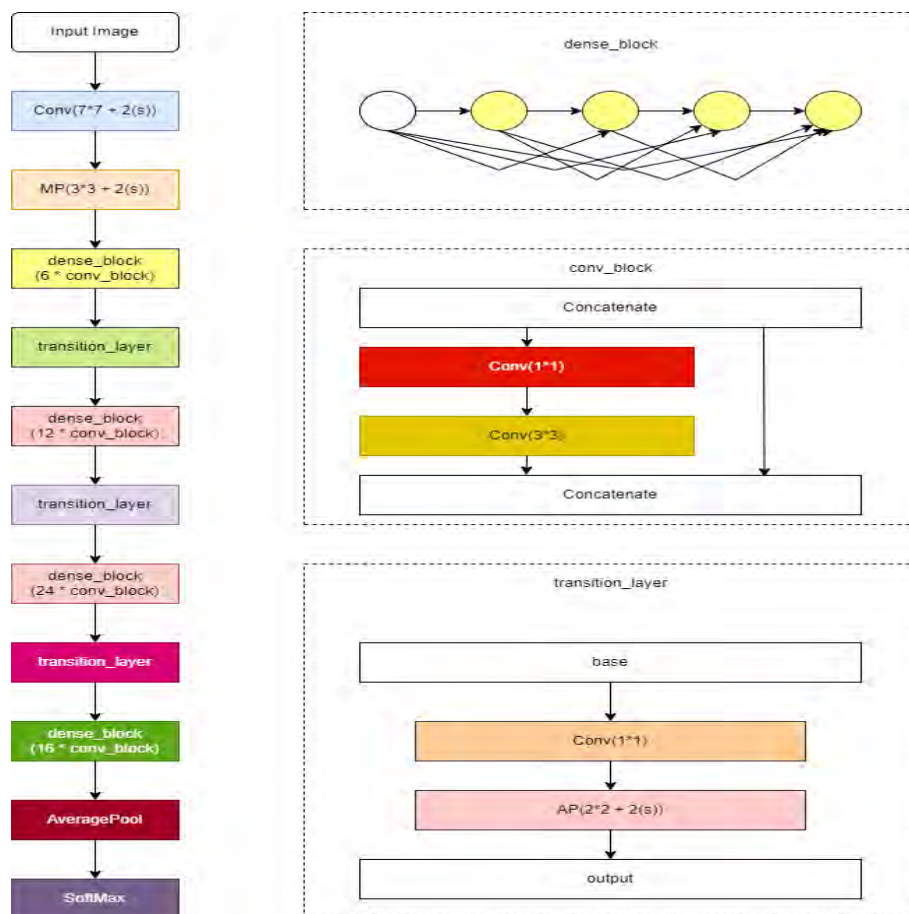 Input Image
Conv(7*7 + 2(s))
MP(3*3 + 2(s))
dense_block
(6 * conv_block)
transition_layer
dense_block
(12 * conv_block)
transition_layer
dense_block
(24 * conv_block)
transition_layer
dense_block
(16 * conv_block)
AveragePool
SoftMax
dense_block
conv_block
Concatenate
Conv(1*1)
Conv(3*3)
Concatenate
transition_layer
base
Conv(1*1)
AP(2*2 + 2(s))
output